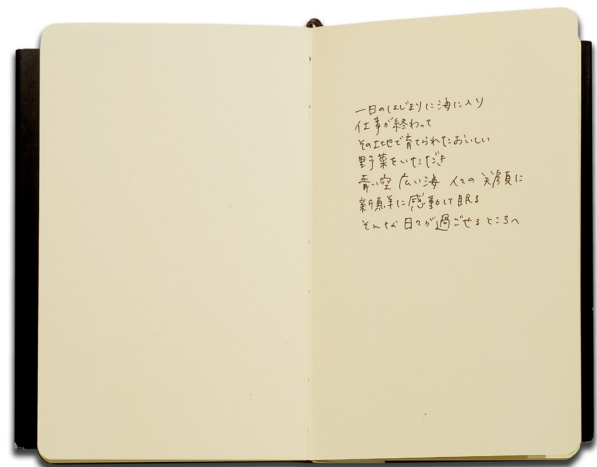 一日のはじまりに海に入り
仕事が終わって
その土地で育てられたおいしい
野菜をいただき
青い空 広い海 人々の 笑顔に
新鮮に感動して眠る
そんな日々が過ごせるところへ